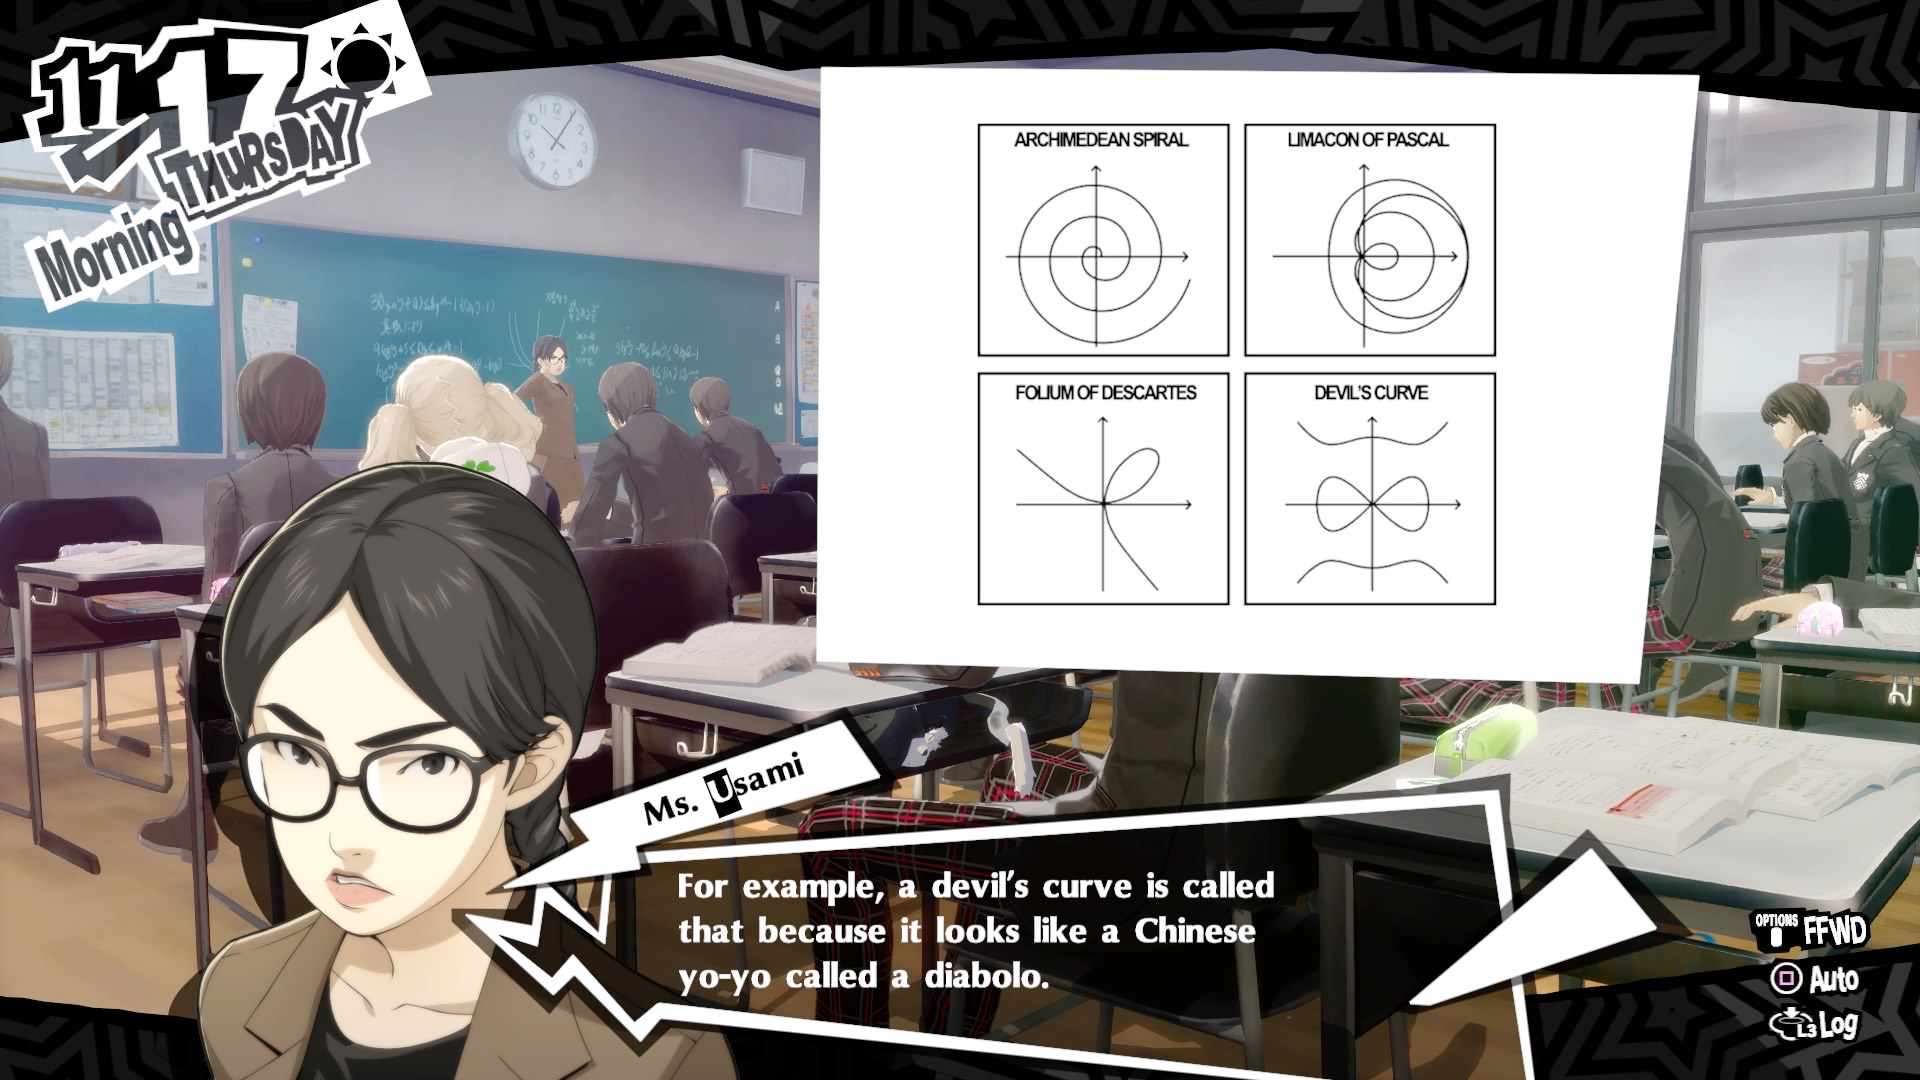 11/17
THURSDAY
Morning
ARCHIMEDEAN SPIRAL
LIMACON OF PASCAL
FOLIUM OF DESCARTES
DEVIL'S CURVE
Ms. Usami
For example, a devil's curve is called
that because it looks like a Chinese
yo-yo called a diabolo.
OPTIONS FFWD
Auto
L3 Log